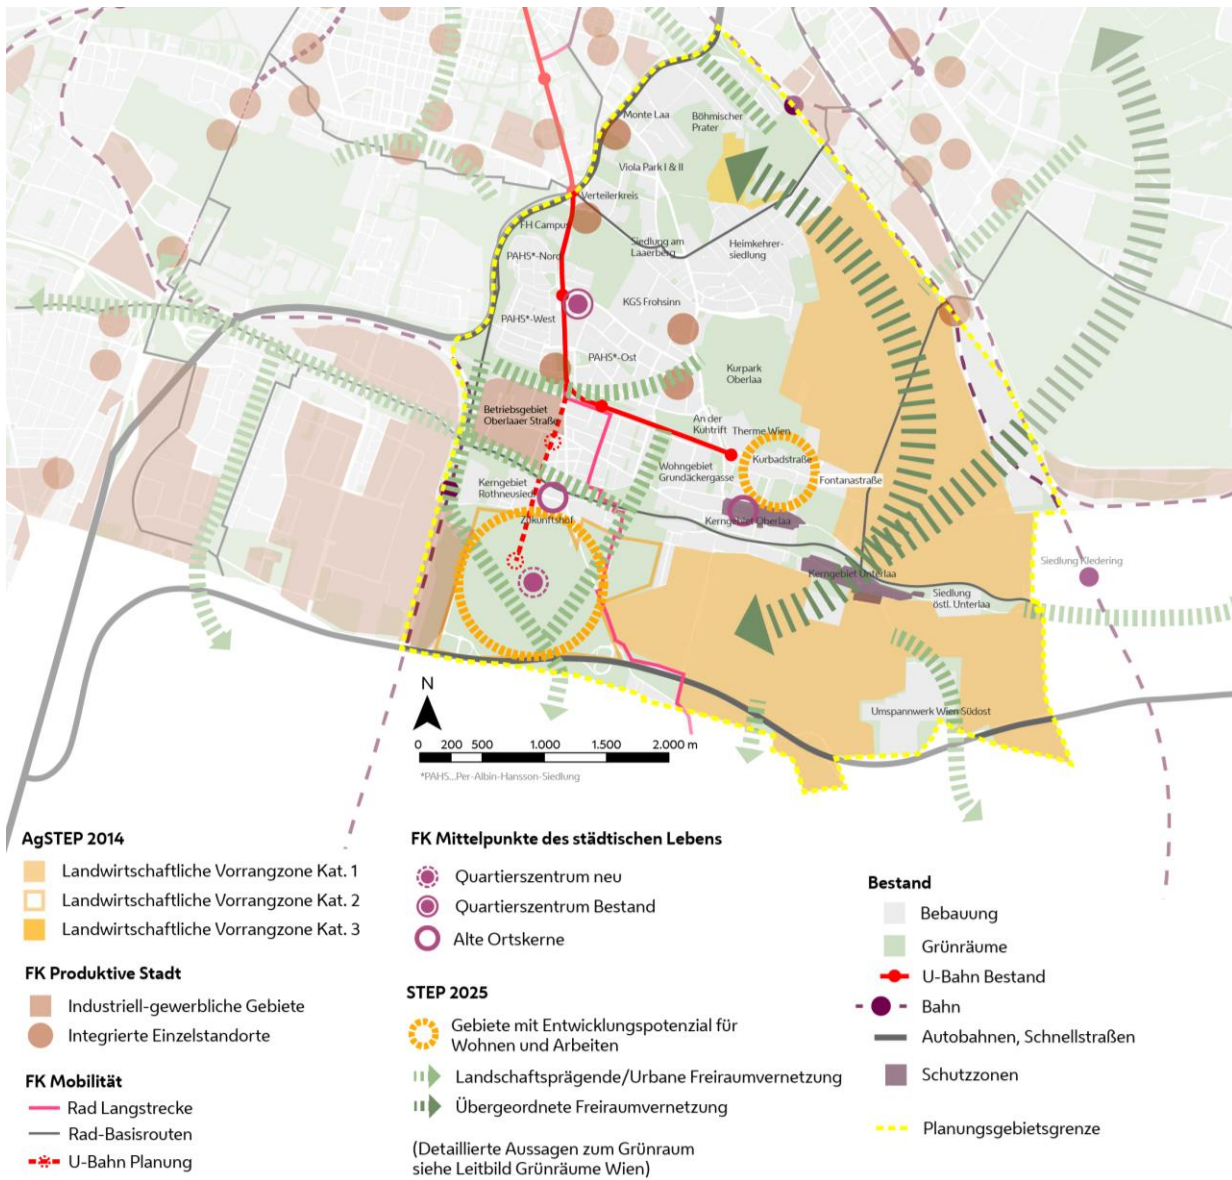 Monte Laa
Böhmischer
Prater
Viola Park I & II
Verteilerkreis
FH Campus
Siedlung am
Laaerberg
Heimkehrer-
siedlung
PAHS*-Nord
KGS Frohsinn
PAHS*-West
PAHS*-Ost
Kurpark
Oberlaa
Betriebsgebiet
Oberlaaer Straße
An der
Kuhtrift
Therme Wien
Kurbadstraße
Wohngebiet
Grundäckergasse
Fontanastraße
Kerngebiet
Rothneusiedl
Zukunftshof
Kerngebiet Oberlaa
Siedlung Kledering
Kerngebiet Unterlaa
Siedlung
östl. Unterlaa
Umspannwerk Wien Südost
N
0 200 500 1.000 1.500 2.000 m
*PAHS...Per-Albin-Hansson-Siedlung
AgSTEP 2014
Landwirtschaftliche Vorrangzone Kat. 1
Landwirtschaftliche Vorrangzone Kat. 2
Landwirtschaftliche Vorrangzone Kat. 3
FK Produktive Stadt
Industriell-gewerbliche Gebiete
Integrierte Einzelstandorte
FK Mobilität
Rad Langstrecke
Rad-Basisrouten
U-Bahn Planung
FK Mittelpunkte des städtischen Lebens
Quartierszentrum neu
Quartierszentrum Bestand
Alte Ortskerne
STEP 2025
Gebiete mit Entwicklungspotenzial für
Wohnen und Arbeiten
Landschaftsprägende/Urbane Freiraumvernetzung
Übergeordnete Freiraumvernetzung
(Detaillierte Aussagen zum Grünraum
siehe Leitbild Grünräume Wien)
Bestand
Bebauung
Grünräume
U-Bahn Bestand
Bahn
Autobahnen, Schnellstraßen
Schutzzonen
Planungsgebietsgrenze